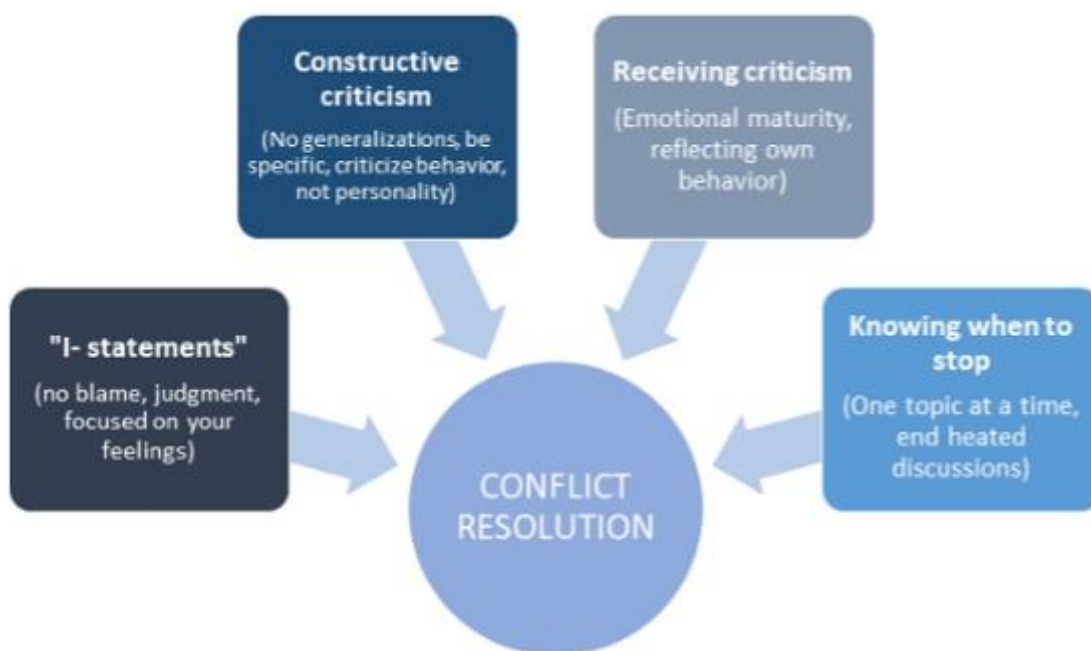 Constructive
criticism
(No generalizations, be
specific, criticize behavior,
not personality)
Receiving criticism
(Emotional maturity,
reflecting own
behavior)
"I- statements"
(no blame, judgment,
focused on your
feelings)
Knowing when to
stop
(One topic at a time,
end heated
discussions)
CONFLICT
RESOLUTION